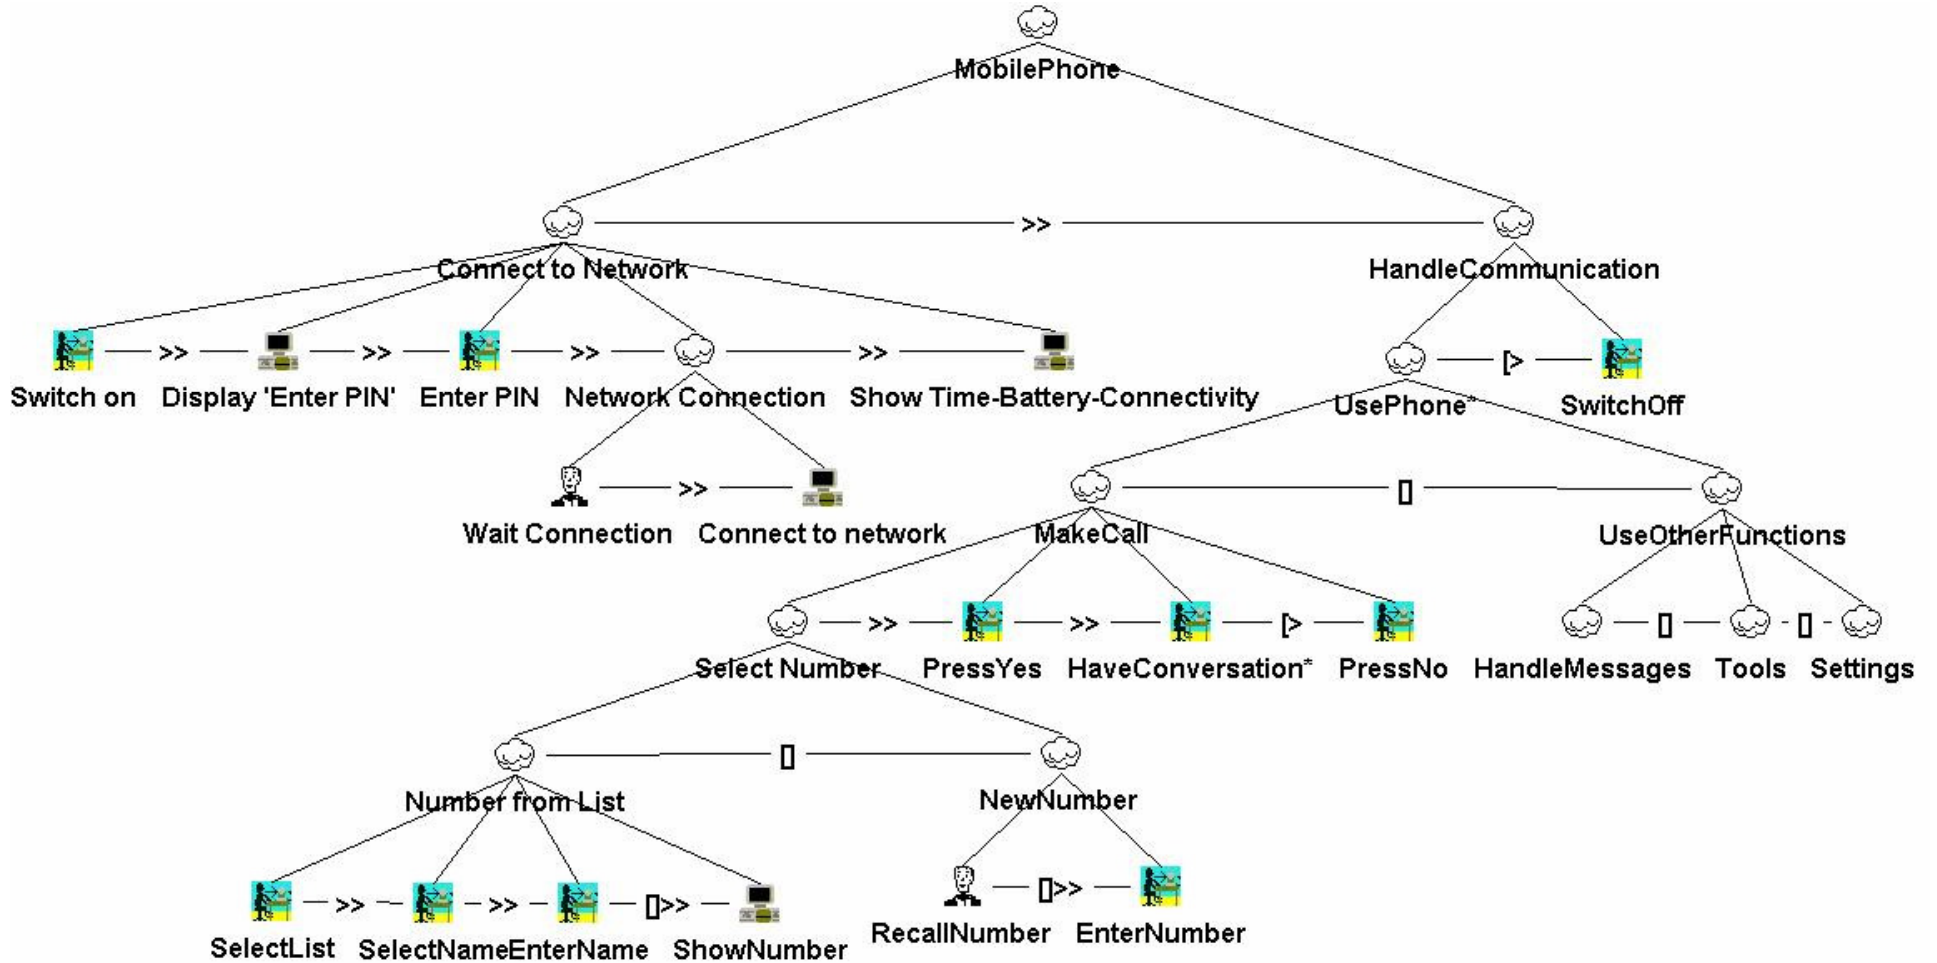 MobilePhone
>>
Connect to Network
HandleCommunication
>> >> >> >> [>
Switch on Display 'Enter PIN' Enter PIN Network Connection Show Time-Battery-Connectivity UsePhone* SwitchOff
>> []
Wait Connection Connect to network MakeCall UseOtherFunctions
>> >> [> [] []
Select Number PressYes HaveConversation* PressNo HandleMessages Tools Settings
[]
Number from List NewNumber
>> >> []>> []>>
SelectList SelectName EnterName ShowNumber RecallNumber EnterNumber